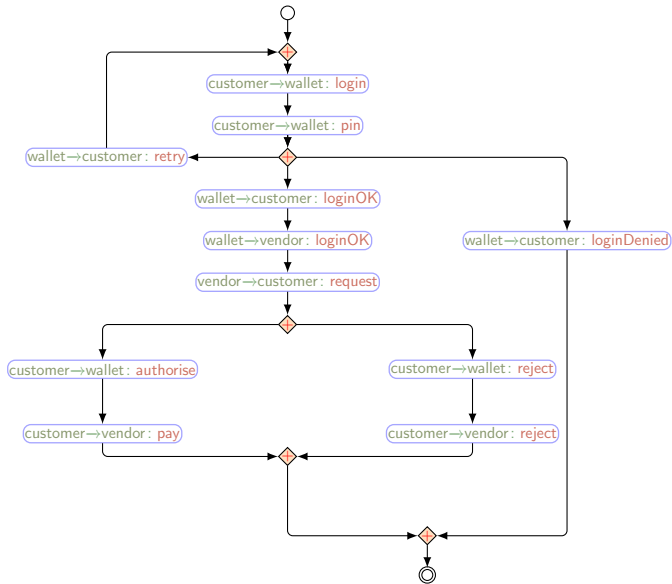 customer→wallet: login
customer→wallet: pin
wallet→customer: retry
wallet→customer: loginOK
wallet→vendor: loginOK
wallet→customer: loginDenied
vendor→customer: request
customer→wallet: authorise
customer→wallet: reject
customer→vendor: pay
customer→vendor: reject